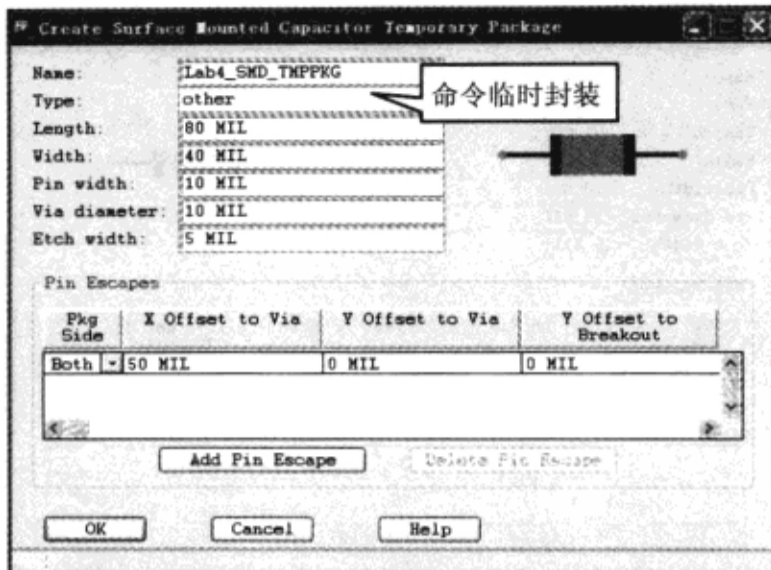 Create Surface Mounted Capacitor Temporary Package
Name: Lab4_SMD_TMPPKG
Type: other
命令临时封装
Length: 80 MIL
Width: 40 MIL
Pin width: 10 MIL
Via diameter: 10 MIL
Etch width: 5 MIL
Pin Escapes
Pkg Side X Offset to Via Y Offset to Via Y Offset to Breakout
Both 50 MIL 0 MIL 0 MIL
Add Pin Escape Delete Pin Escape
OK Cancel Help